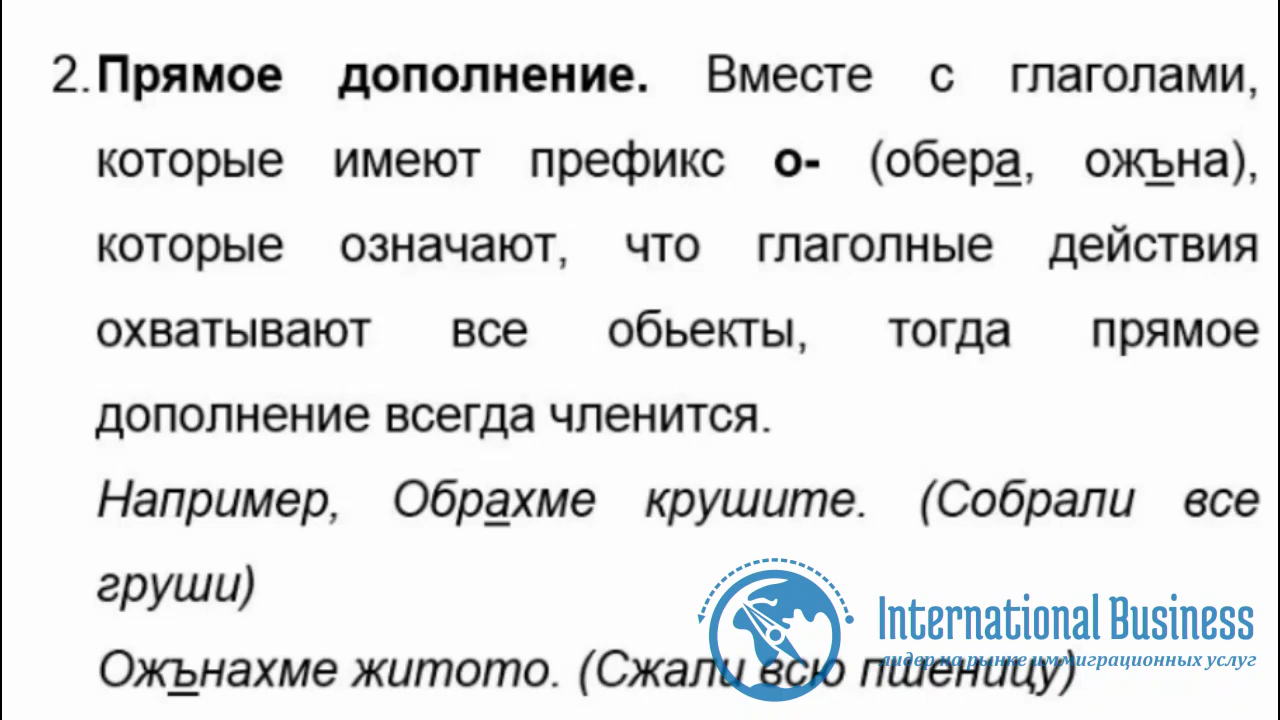 2. Прямое дополнение. Вместе с глаголами,
которые имеют префикс о- (обера, ожъна),
которые означают, что глаголные действия
охватывают все обьекты, тогда прямое
дополнение всегда членится.
Например, Обрахме крушите. (Собрали все
груши)
Ожънахме житото. (Сжали всю пшеницу)
International Business
лидер на рынке иммиграционных услуг